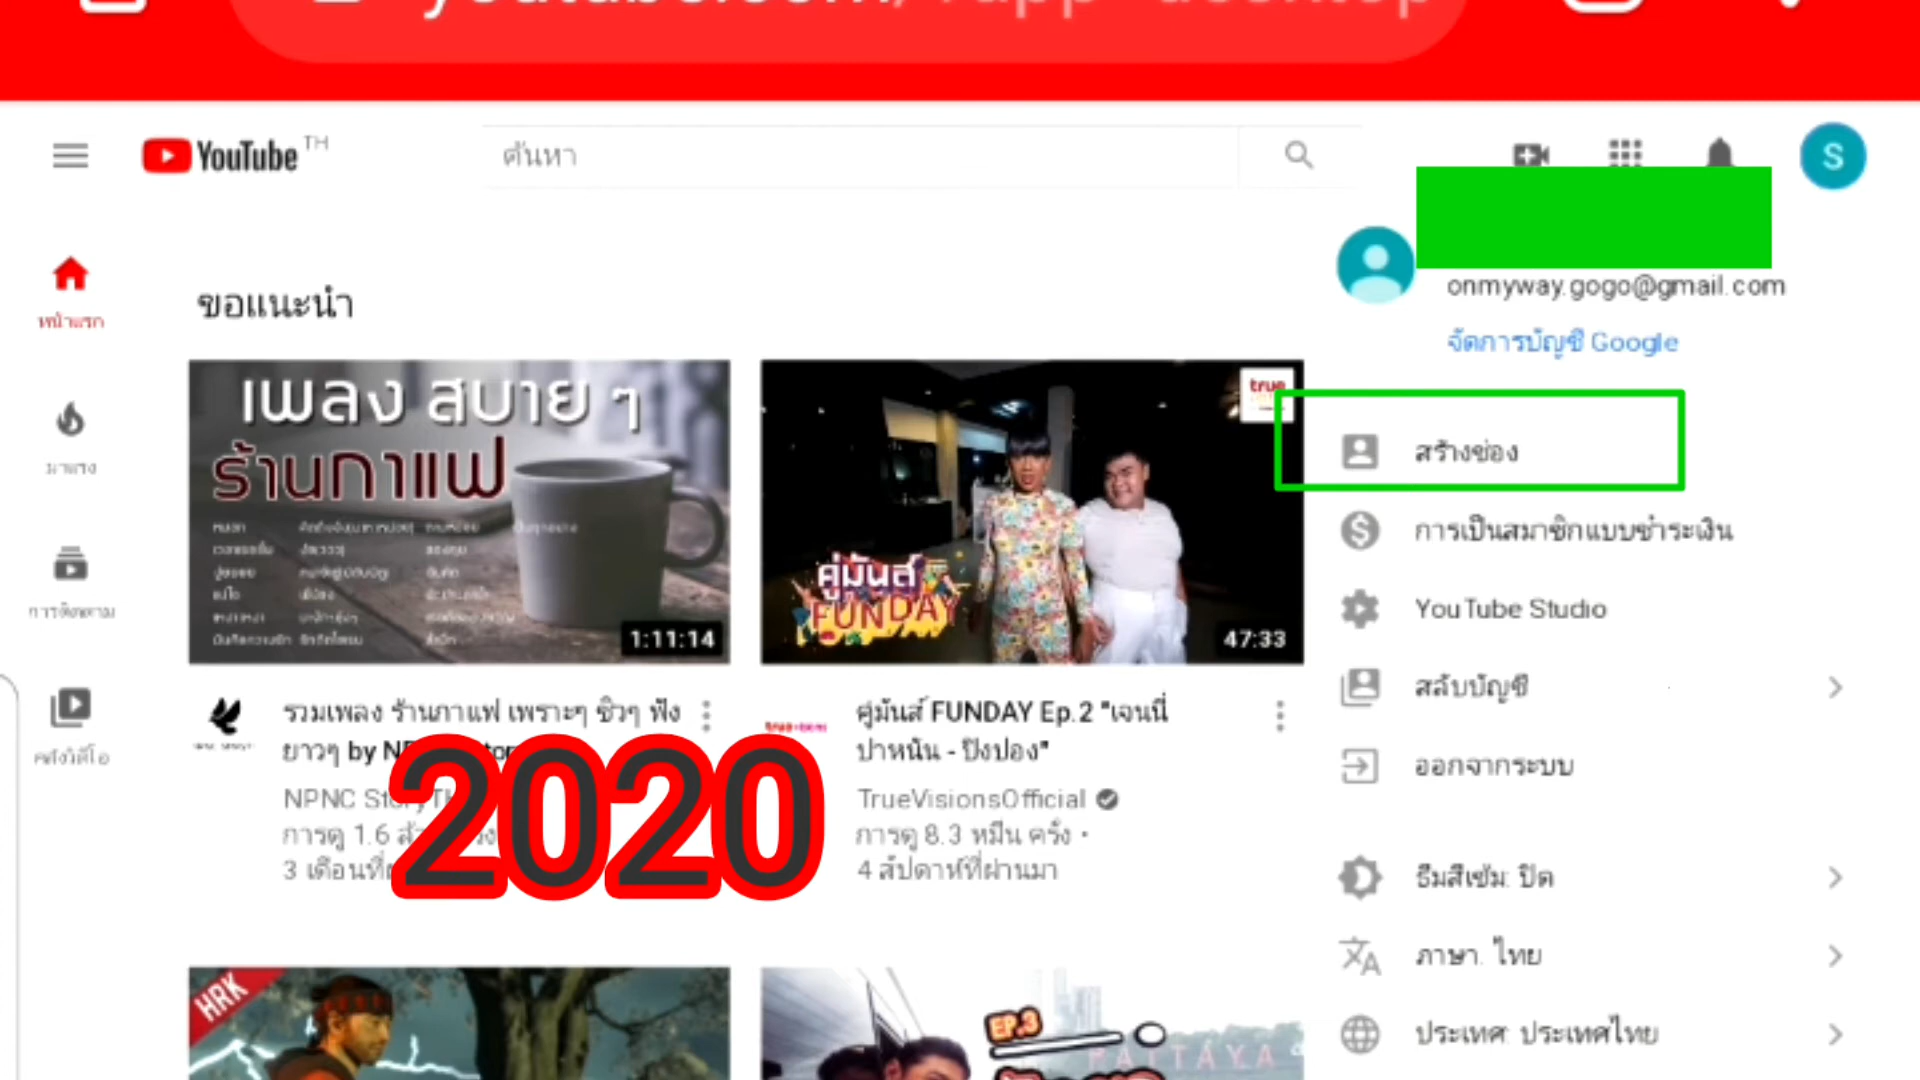 YouTube TH
ค้นหา
S
หน้าแรก
มาแรง
การติดตาม
คลังวิดีโอ
ขอแนะนำ
เพลง สบาย ๆ
ร้านกาแฟ
1:11:14
รวมเพลง ร้านกาแฟ เพราะๆ ชิวๆ ฟัง
ยาวๆ by
NPNC
การดู 1.6
3 เดือนที่
2020
true
คู่มันส์
FUNDAY
47:33
คู่มันส์ FUNDAY Ep.2 "เจนนี่
ปาหนัน - ปิงปอง"
TrueVisionsOfficial
การดู 8.3 หมื่น ครั้ง •
4 สัปดาห์ที่ผ่านมา
HRK
EP.3
PATTAYA
onmyway.gogo@gmail.com
จัดการบัญชี Google
สร้างช่อง
การเป็นสมาชิกแบบชำระเงิน
YouTube Studio
สลับบัญชี
ออกจากระบบ
ธีมสีเข้ม: ปิด
ภาษา: ไทย
ประเทศ: ประเทศไทย